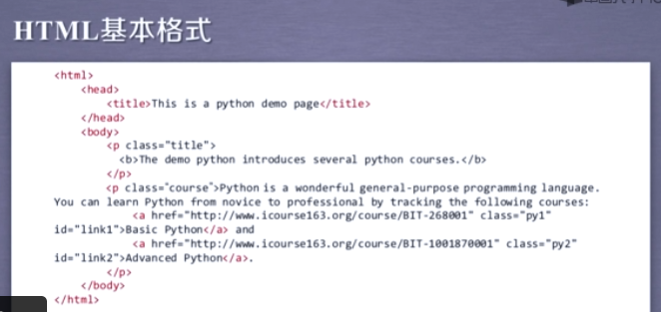 HTML基本格式
<html>
<head>
<title>This is a python demo page</title>
</head>
<body>
<p class="title">
<b>The demo python introduces several python courses.</b>
</p>
<p class="course">Python is a wonderful general-purpose programming language.
You can learn Python from novice to professional by tracking the following courses:
<a href="http://www.icourse163.org/course/BIT-268001" class="py1"
id="link1">Basic Python</a> and
<a href="http://www.icourse163.org/course/BIT-1001870001" class="py2"
id="link2">Advanced Python</a>.
</p>
</body>
</html>